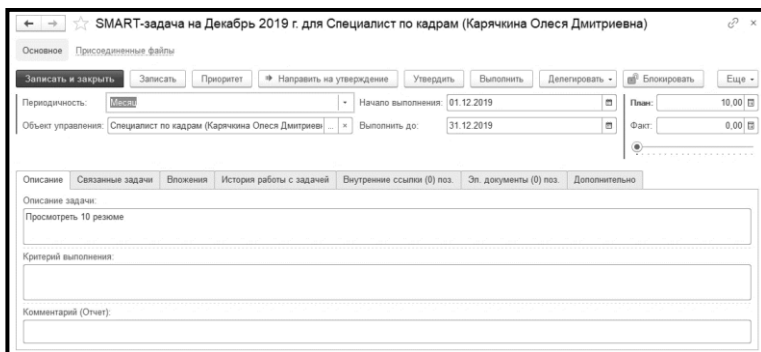 SMART-задача на Декабрь 2019 г. для Специалист по кадрам (Карячкина Олеся Дмитриевна)
Основное Присоединенные файлы
Записать и закрыть Записать Приоритет Направить на утверждение Утвердить Выполнить Делегировать Блокировать Еще
Периодичность: Месяц Начало выполнения: 01.12.2019 План: 10,00
Объект управления: Специалист по кадрам (Карячкина Олеся Дмитриевн ... × Выполнить до: 31.12.2019 Факт: 0,00
Описание Связанные задачи Вложения История работы с задачей Внутренние ссылки (0) поз. Эл. документы (0) поз. Дополнительно
Описание задачи:
Просмотреть 10 резюме
Критерий выполнения:
Комментарий (Отчет):